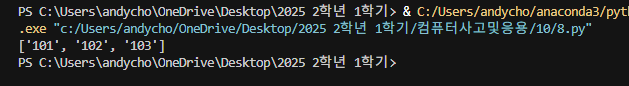 PS C:\Users\andycho\OneDrive\Desktop\2025 2학년 1학기> & C:/Users/andycho/anaconda3/pyth
.exe "c:/Users/andycho/OneDrive/Desktop/2025 2학년 1학기/컴퓨터사고및응용/10/8.py"
['101', '102', '103']
PS C:\Users\andycho\OneDrive\Desktop\2025 2학년 1학기>